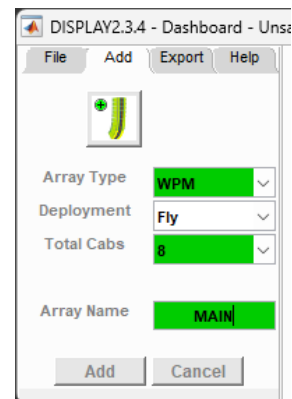 DISPLAY2.3.4 - Dashboard - Uns
File Add Export Help
Array Type WPM
Deployment Fly
Total Cabs 8
Array Name MAIN
Add Cancel